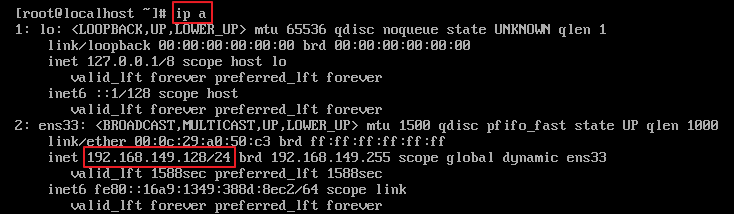 [root@localhost ~]# ip a
1: lo: <LOOPBACK,UP,LOWER_UP> mtu 65536 qdisc noqueue state UNKNOWN qlen 1
link/loopback 00:00:00:00:00:00 brd 00:00:00:00:00:00
inet 127.0.0.1/8 scope host lo
valid_lft forever preferred_lft forever
inet6 ::1/128 scope host
valid_lft forever preferred_lft forever
2: ens33: <BROADCAST,MULTICAST,UP,LOWER_UP> mtu 1500 qdisc pfifo_fast state UP qlen 1000
link/ether 00:0c:29:a0:50:c3 brd ff:ff:ff:ff:ff:ff
inet 192.168.149.128/24 brd 192.168.149.255 scope global dynamic ens33
valid_lft 1588sec preferred_lft 1588sec
inet6 fe80::16a9:1349:388d:8ec2/64 scope link
valid_lft forever preferred_lft forever